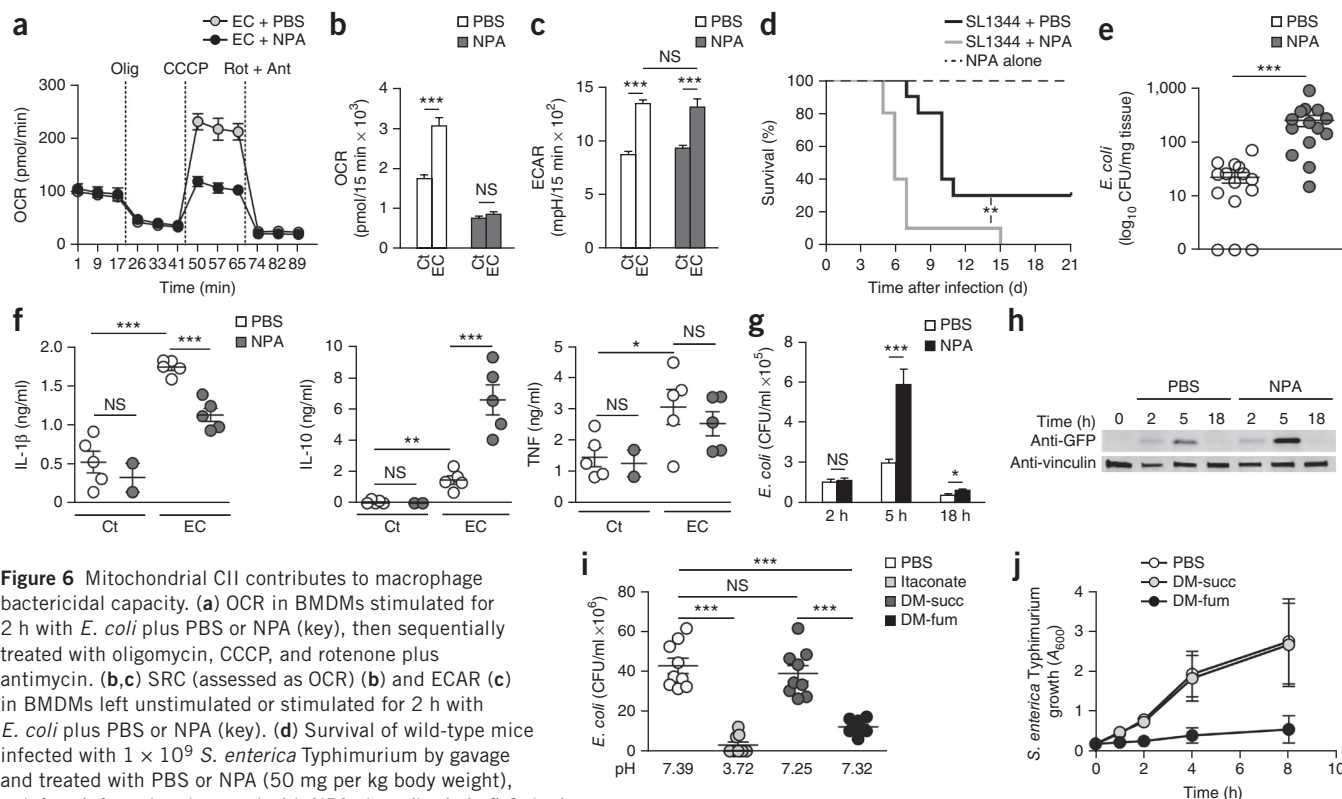 a
EC + PBS
EC + NPA
Olig CCCP Rot + Ant
OCR (pmol/min)
300
200
100
0
1 9 17 26 33 41 50 57 65 74 82 89
Time (min)
b
PBS
NPA
OCR
(pmol/15 min × 10³)
4
3
2
1
0
***
NS
Ct EC Ct EC
c
PBS
NPA
NS
*** ***
ECAR
(mpH/15 min × 10²)
15
10
5
0
Ct EC Ct EC
d
SL1344 + PBS
SL1344 + NPA
NPA alone
Survival (%)
100
80
60
40
20
0
**
0 3 6 9 12 15 18 21
Time after infection (d)
e
PBS
NPA
***
E. coli
(log₁₀ CFU/mg tissue)
1,000
100
10
0
f
PBS
NPA
IL-1β (ng/ml)
2.0
1.5
1.0
0.5
0
***
***
NS
Ct EC
IL-10 (ng/ml)
10
8
6
4
2
0
***
**
NS
Ct EC
TNF (ng/ml)
5
4
3
2
1
0
NS
*
NS
Ct EC
g
PBS
NPA
E. coli (CFU/ml ×10⁵)
8
6
3
2
0
NS
***
*
2 h 5 h 18 h
h
PBS NPA
Time (h) 0 2 5 18 2 5 18
Anti-GFP
Anti-vinculin
Figure 6 Mitochondrial CII contributes to macrophage
bactericidal capacity. (a) OCR in BMDMs stimulated for
2 h with E. coli plus PBS or NPA (key), then sequentially
treated with oligomycin, CCCP, and rotenone plus
antimycin. (b,c) SRC (assessed as OCR) (b) and ECAR (c)
in BMDMs left unstimulated or stimulated for 2 h with
E. coli plus PBS or NPA (key). (d) Survival of wild-type mice
infected with 1 × 10⁹ S. enterica Typhimurium by gavage
and treated with PBS or NPA (50 mg per kg body weight),
i
PBS
Itaconate
DM-succ
DM-fum
***
NS
*** ***
E. coli (CFU/ml ×10⁶)
80
60
40
20
0
pH 7.39 3.72 7.25 7.32
j
PBS
DM-succ
DM-fum
S. enterica Typhimurium
growth (A₆₀₀)
4
3
2
1
0
0 2 4 6 8 10
Time (h)